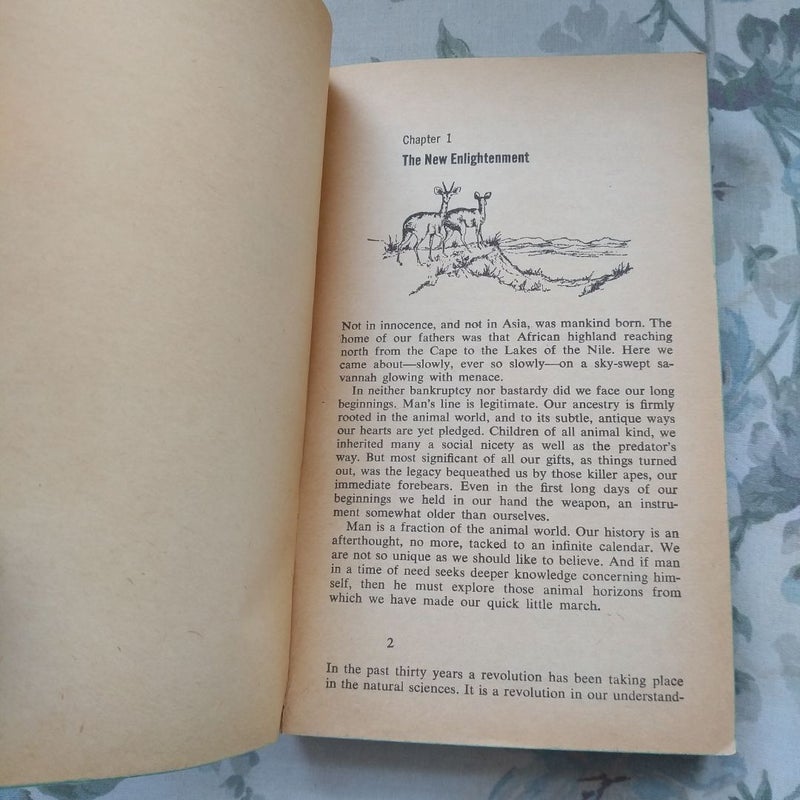 Chapter 1
The New Enlightenment
Not in innocence, and not in Asia, was mankind born. The
home of our fathers was that African highland reaching
north from the Cape to the Lakes of the Nile. Here we
came about—slowly, ever so slowly—on a sky-swept sa-
vannah glowing with menace.
In neither bankruptcy nor bastardy did we face our long
beginnings. Man's line is legitimate. Our ancestry is firmly
rooted in the animal world, and to its subtle, antique ways
our hearts are yet pledged. Children of all animal kind, we
inherited many a social nicety as well as the predator's
way. But most significant of all our gifts, as things turned
out, was the legacy bequeathed us by those killer apes, our
immediate forebears. Even in the first long days of our
beginnings we held in our hand the weapon, an instru-
ment somewhat older than ourselves.
Man is a fraction of the animal world. Our history is an
afterthought, no more, tacked to an infinite calendar. We
are not so unique as we should like to believe. And if man
in a time of need seeks deeper knowledge concerning him-
self, then he must explore those animal horizons from
which we have made our quick little march.
2
In the past thirty years a revolution has been taking place
in the natural sciences. It is a revolution in our understand-